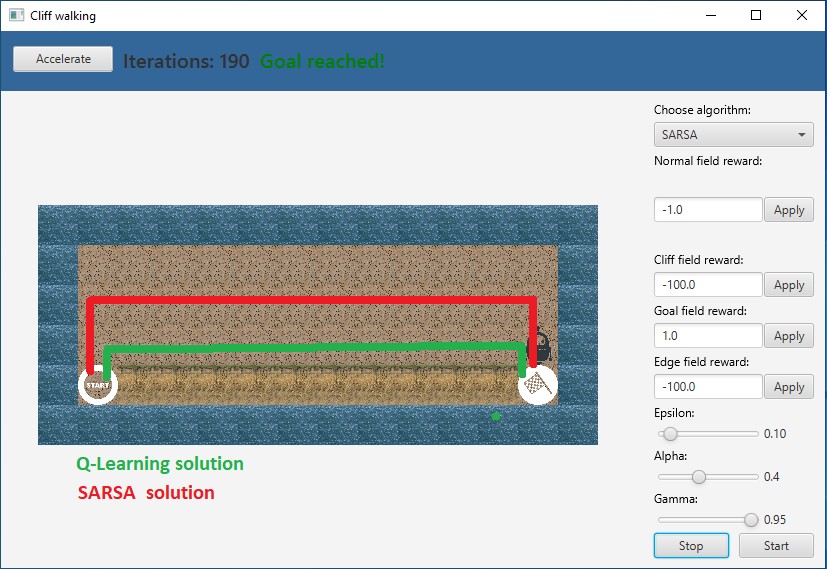 Cliff walking
Accelerate
Iterations: 190 Goal reached!
Choose algorithm:
SARSA
Normal field reward:
-1.0
Apply
Cliff field reward:
-100.0
Apply
Goal field reward:
1.0
Apply
Edge field reward:
-100.0
Apply
Epsilon:
0.10
Alpha:
0.4
Gamma:
0.95
Stop
Start
START
Q-Learning solution
SARSA solution